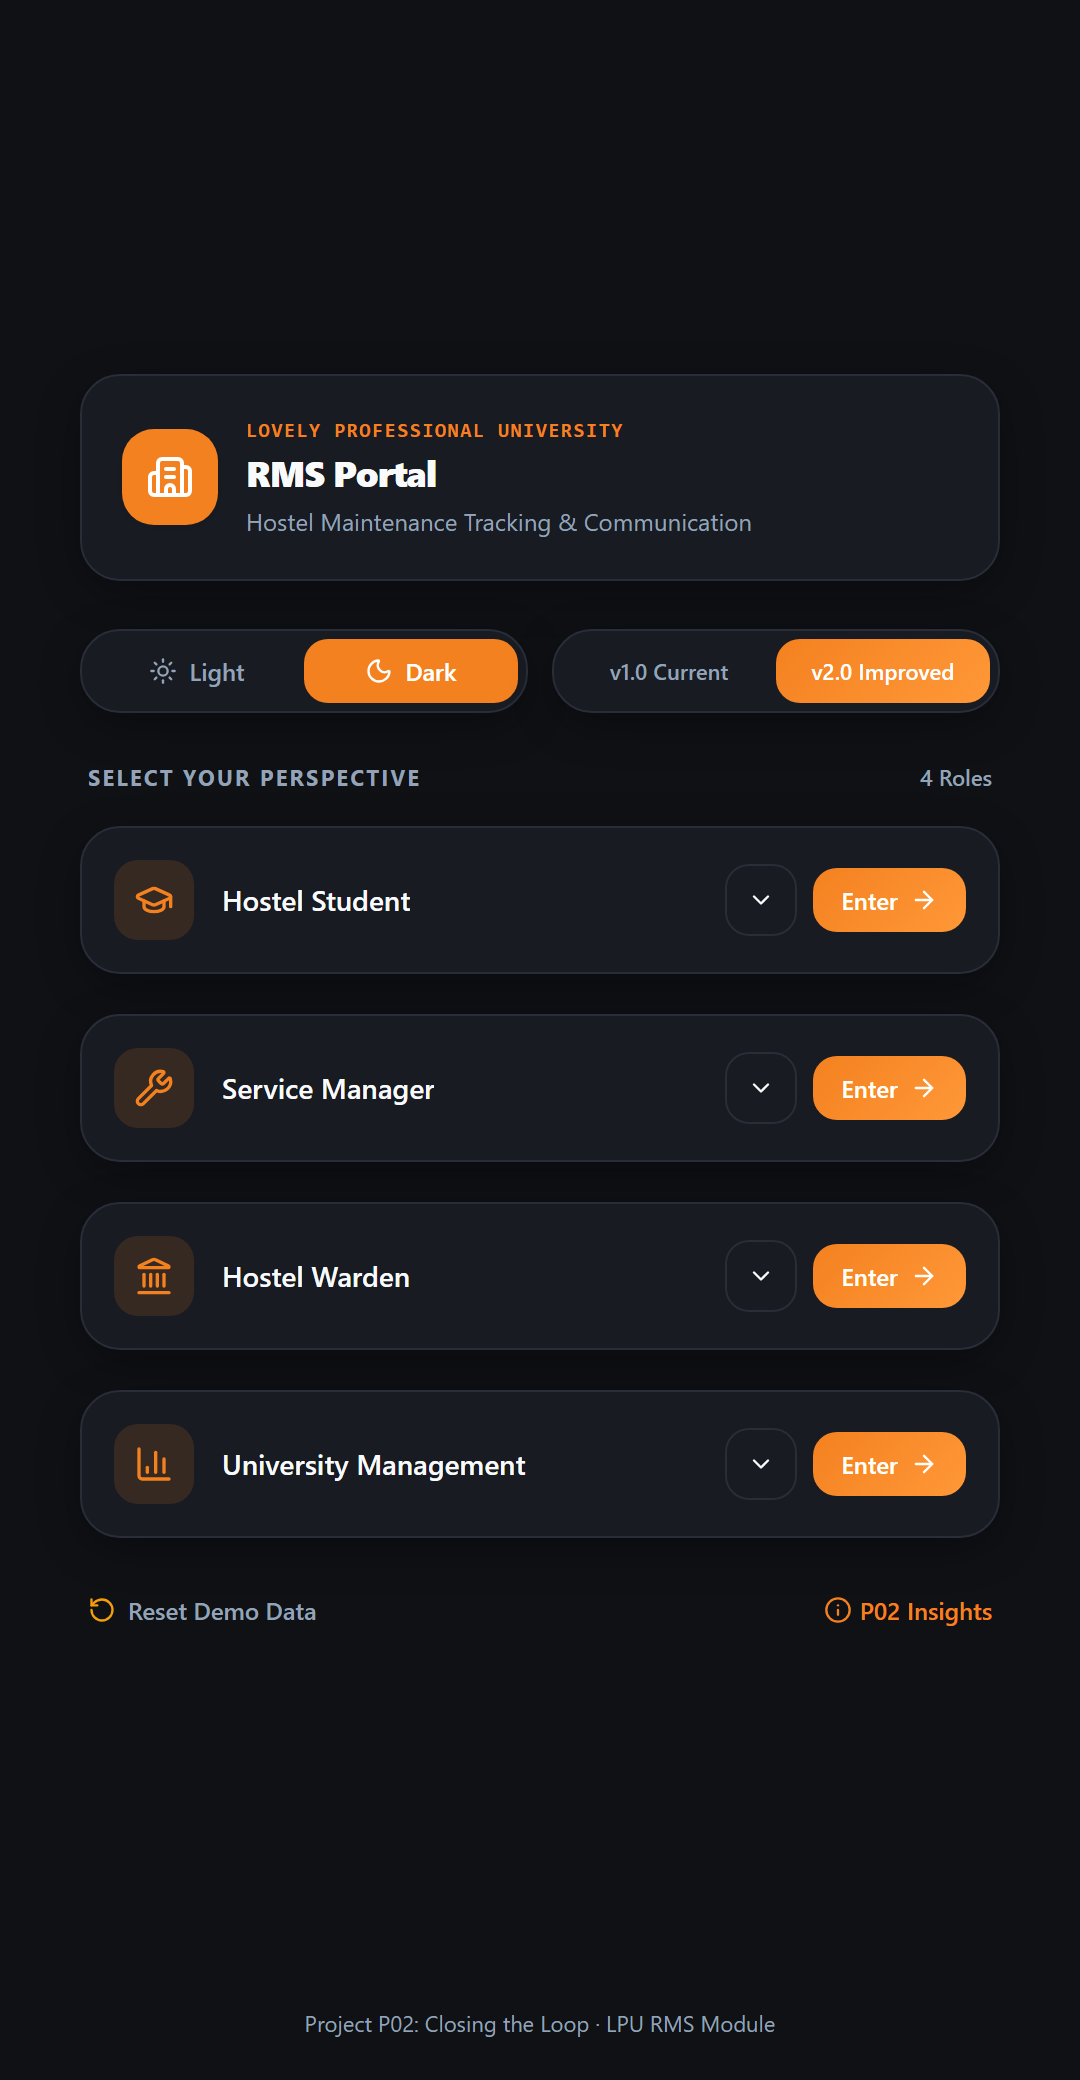 LOVELY PROFESSIONAL UNIVERSITY
RMS Portal
Hostel Maintenance Tracking & Communication
Light
Dark
v1.0 Current
v2.0 Improved
SELECT YOUR PERSPECTIVE
4 Roles
Hostel Student
Enter
Service Manager
Enter
Hostel Warden
Enter
University Management
Enter
Reset Demo Data
P02 Insights
Project P02: Closing the Loop · LPU RMS Module